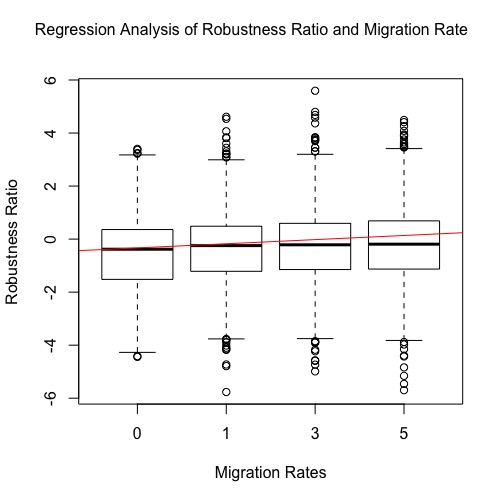 Regression Analysis of Robustness Ratio and Migration Rate
6
4
2
0
-2
-4
-6
Robustness Ratio
0 1 3 5
Migration Rates